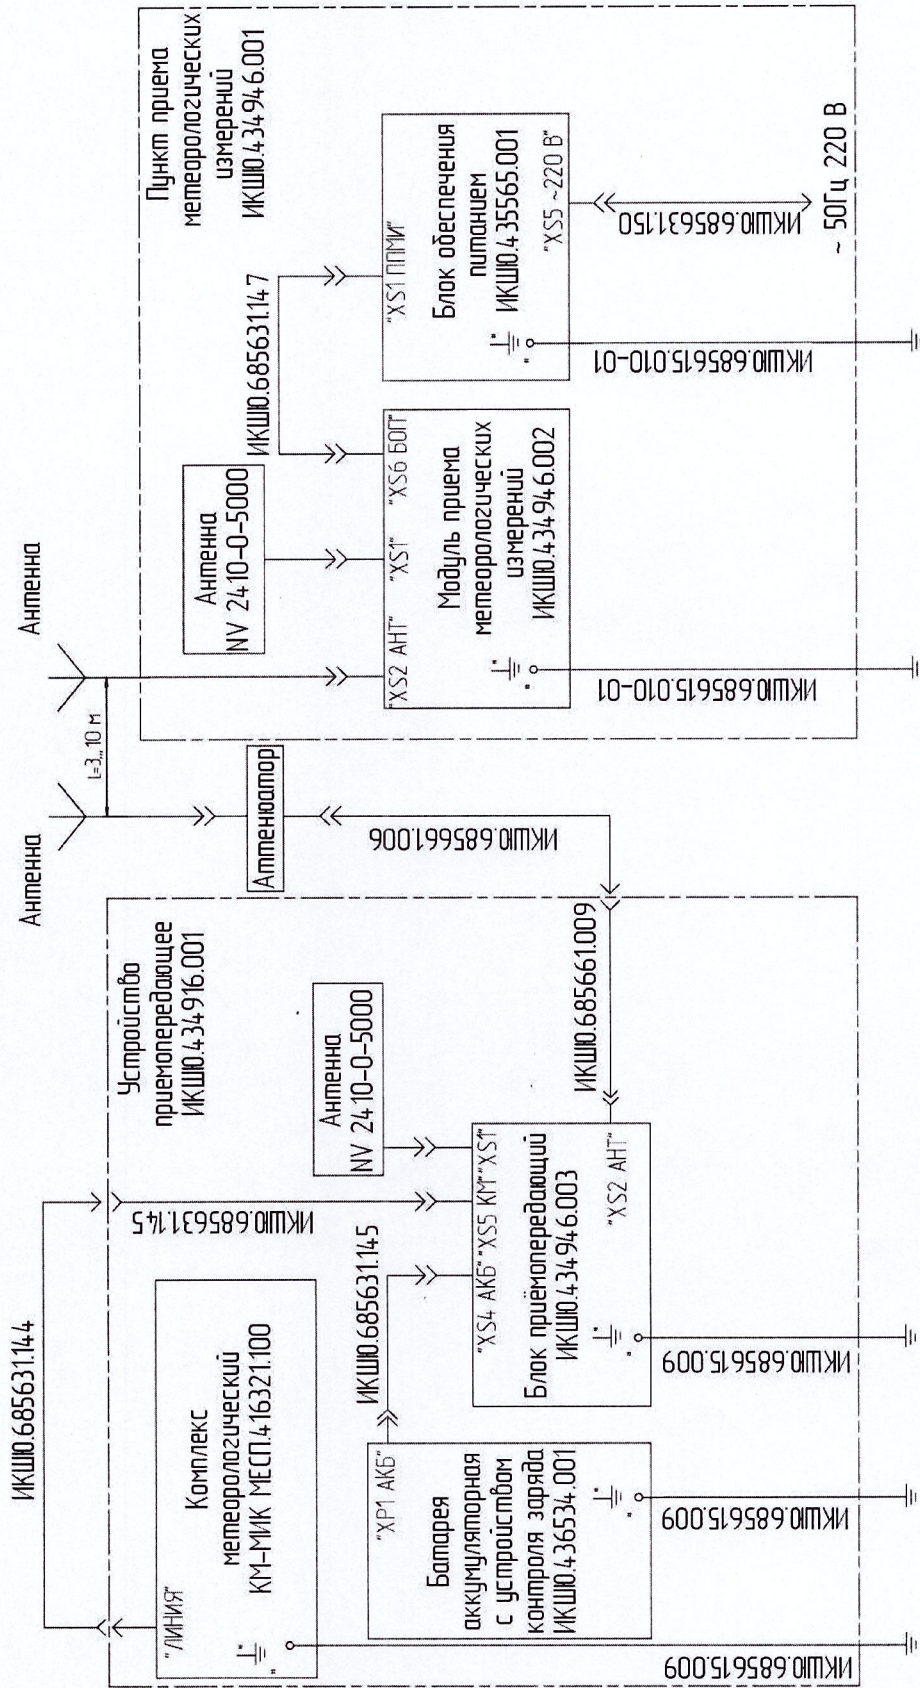 ИКШЮ.685631.144
"ЛИНИЯ"
Комплекс
метеорологический
КМ-МИК МЕСП.416321.100
" "
ИКШЮ.685615.009
Устройство
приемопередающее
ИКШЮ.434916.001
ИКШЮ.685631.145
Антенна
NV 2410-0-5000
ИКШЮ.685631.145
"XP1 АКБ"
Батарея
аккумуляторная
с устройством
контроля заряда
ИКШЮ.436534.001
" "
ИКШЮ.685615.009
"XS4 АКБ"
"XS5 КМ"
"XS1"
Блок приёмопередающий
ИКШЮ.434946.003
"XS2 АНТ"
" "
ИКШЮ.685615.009
ИКШЮ.685661.009
Антенна
Антенна
L=3...10 м
Аттенюатор
ИКШЮ.685661.006
Пункт приема
метеорологических
измерений
ИКШЮ.434946.001
Антенна
NV 2410-0-5000
ИКШЮ.685631.147
"XS2 АНТ"
"XS1"
"XS6 БОП"
Модуль приема
метеорологических
измерений
ИКШЮ.434946.002
" "
ИКШЮ.685615.010-01
"XS1 ППМИ"
Блок обеспечения
питанием
ИКШЮ.435565.001
"XS5 ~220 В"
" "
ИКШЮ.685615.010-01
ИКШЮ.685631.150
~ 50Гц 220 В